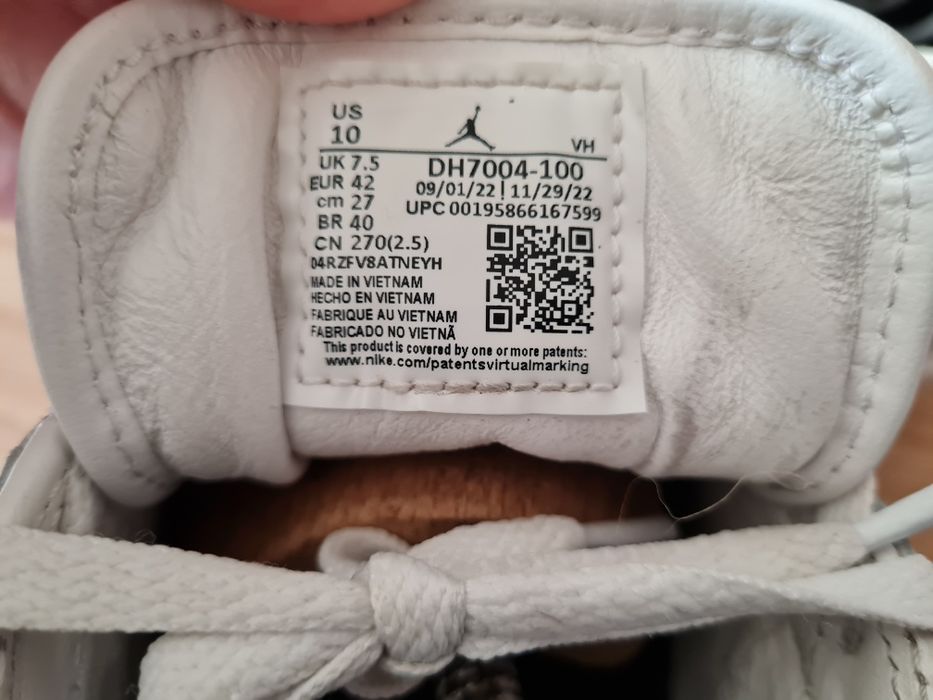 US
10
VH
UK 7.5
DH7004-100
EUR 42
09/01/22 | 11/29/22
cm 27
UPC 00195866167599
BR 40
CN 270(2.5)
04RZFV8ATNEYH
MADE IN VIETNAM
HECHO EN VIETNAM
FABRIQUE AU VIETNAM
FABRICADO NO VIETNÃ
This product is covered by one or more patents:
www.nike.com/patentsvirtualmarking